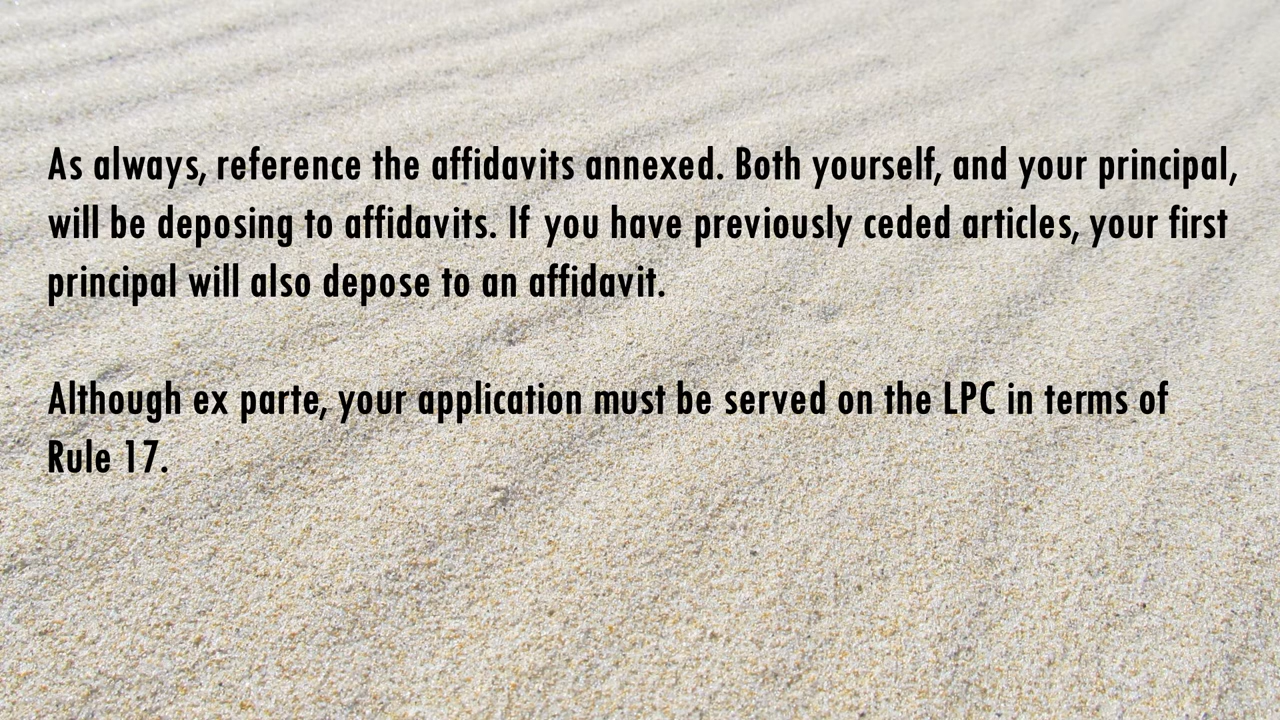 As always, reference the affidavits annexed. Both yourself, and your principal,
will be deposing to affidavits. If you have previously ceded articles, your first
principal will also depose to an affidavit.
Although ex parte, your application must be served on the LPC in terms of
Rule 17.